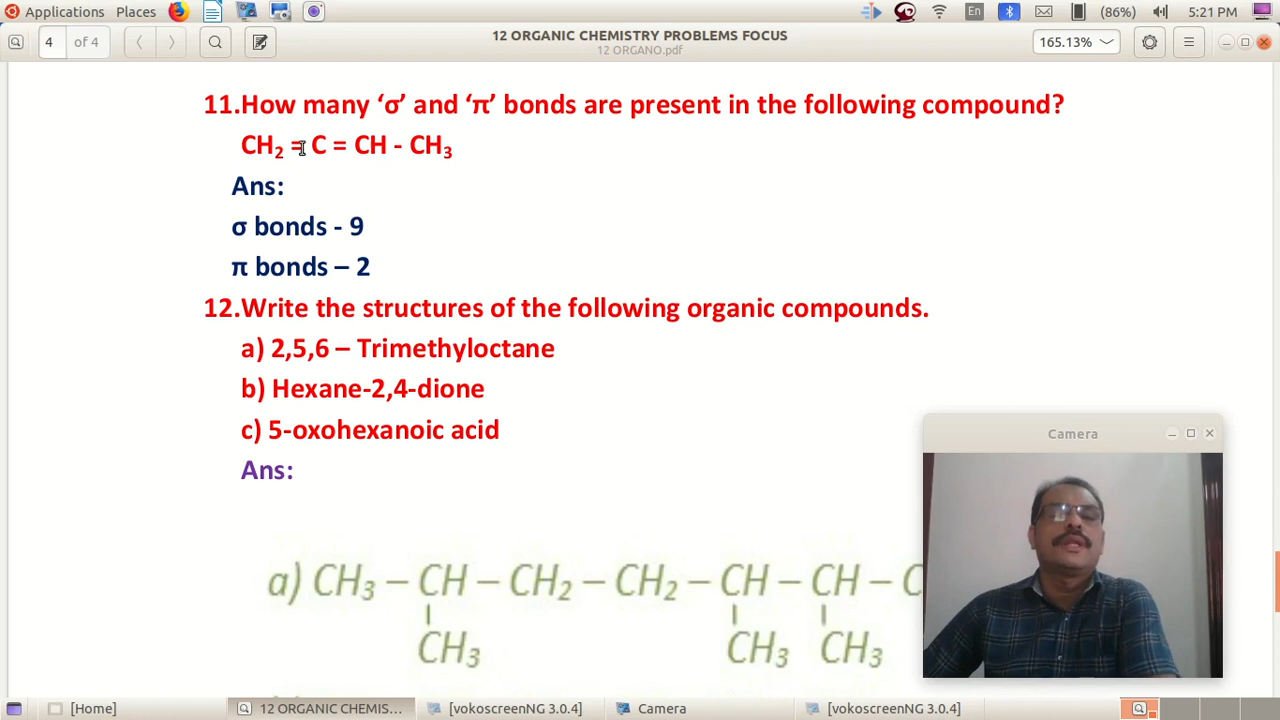 Applications Places En (86%) 5:21 PM
4 of 4 12 ORGANIC CHEMISTRY PROBLEMS FOCUS 165.13%
12 ORGANO.pdf
11.How many ‘σ’ and ‘π’ bonds are present in the following compound?
CH₂ = C = CH - CH₃
Ans:
σ bonds - 9
π bonds – 2
12.Write the structures of the following organic compounds.
a) 2,5,6 – Trimethyloctane
b) Hexane-2,4-dione
c) 5-oxohexanoic acid
Ans:
Camera
a) CH₃ – CH – CH₂ – CH₂ – CH – CH – C
CH₃ CH₃ CH₃
[Home] 12 ORGANIC CHEMIS... [vokoscreenNG 3.0.4] Camera [vokoscreenNG 3.0.4]